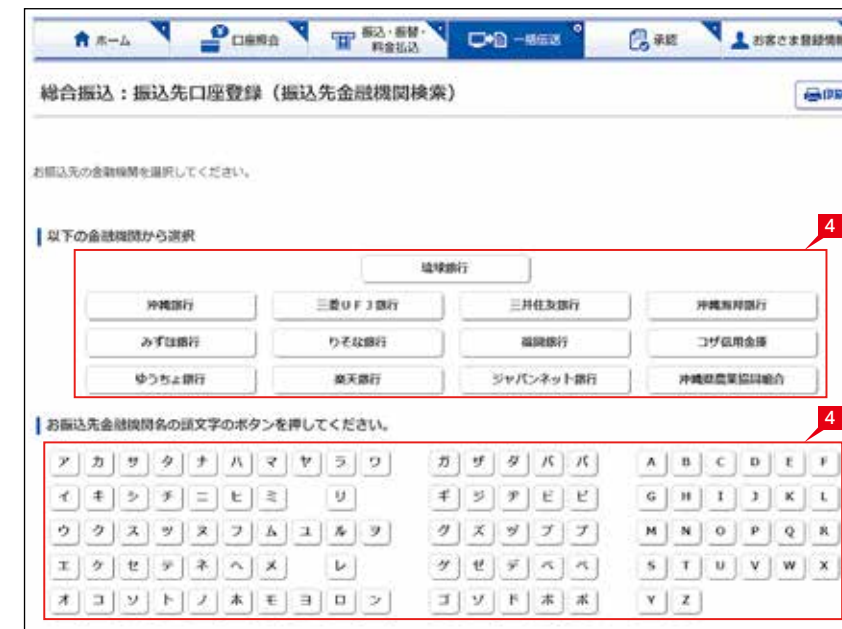 ホーム 口座照会 振込・振替・料金払込 一括伝送 承認 お客さま登録情報
総合振込：振込先口座登録（振込先金融機関検索） 印刷
お振込先の金融機関を選択してください。
以下の金融機関から選択
4
琉球銀行
沖縄銀行 三菱ＵＦＪ銀行 三井住友銀行 沖縄海邦銀行
みずほ銀行 りそな銀行 福岡銀行 コザ信用金庫
ゆうちょ銀行 楽天銀行 ジャパンネット銀行 沖縄県農業協同組合
お振込先金融機関名の頭文字のボタンを押してください。
4
ア カ サ タ ナ ハ マ ヤ ラ ワ ガ ザ ダ バ パ A B C D E F
イ キ シ チ ニ ヒ ミ リ ギ ジ ヂ ビ ピ G H I J K L
ウ ク ス ツ ヌ フ ム ユ ル ヲ グ ズ ヅ ブ プ M N O P Q R
エ ケ セ テ ネ ヘ メ レ ゲ ゼ デ ベ ペ S T U V W X
オ コ ソ ト ノ ホ モ ヨ ロ ン ゴ ゾ ド ボ ポ Y Z